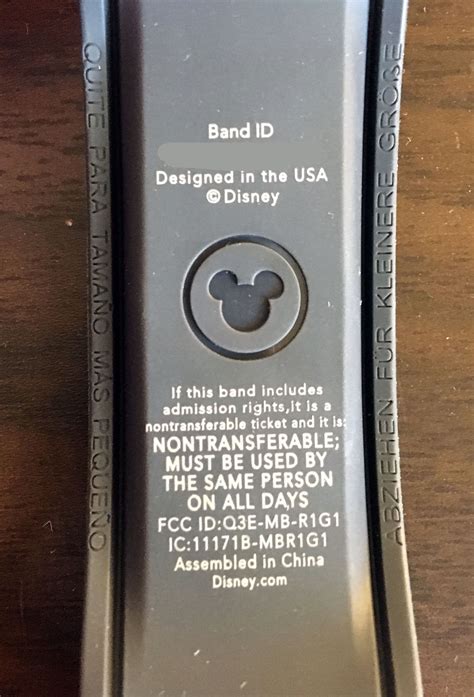 Band ID
Designed in the USA
© Disney
If this band includes
admission rights,it is a
nontransferable ticket and it is:
NONTRANSFERABLE;
MUST BE USED BY
THE SAME PERSON
ON ALL DAYS
FCC ID:Q3E-MB-R1G1
IC:11171B-MBR1G1
Assembled in China
Disney.com
QUITE PARA TAMAÑO MÁS PEQUEÑO
ABZIEHEN FÜR KLEINERE GRÖßE